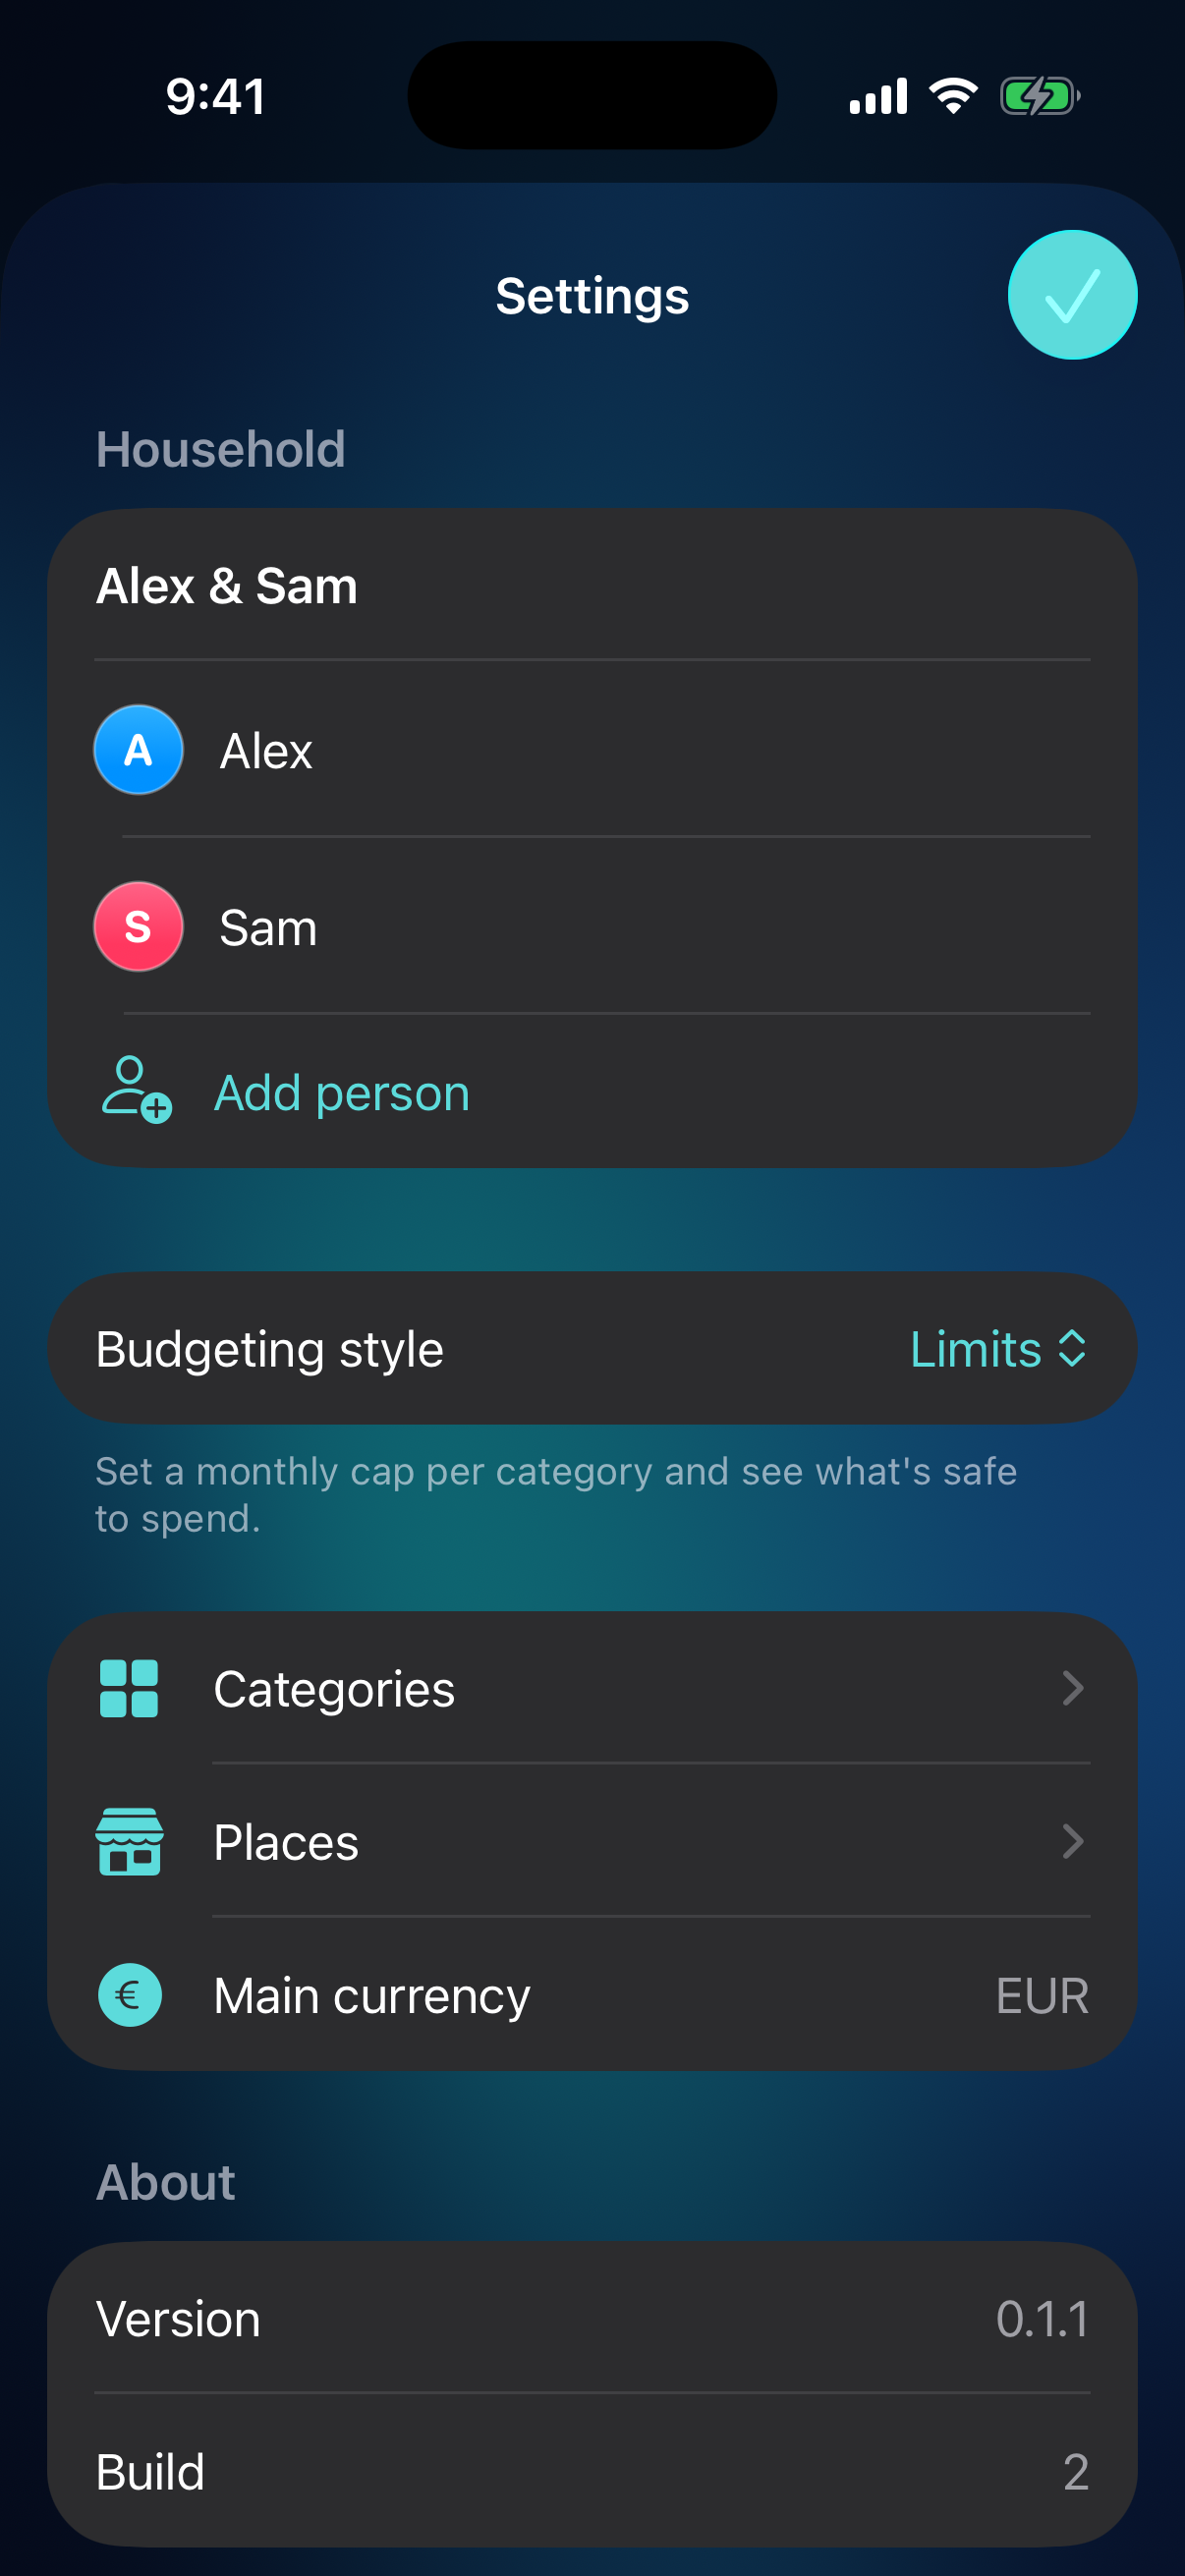 9:41
Settings
Household
Alex & Sam
A Alex
S Sam
Add person
Budgeting style Limits
Set a monthly cap per category and see what's safe
to spend.
Categories
Places
€ Main currency EUR
About
Version 0.1.1
Build 2